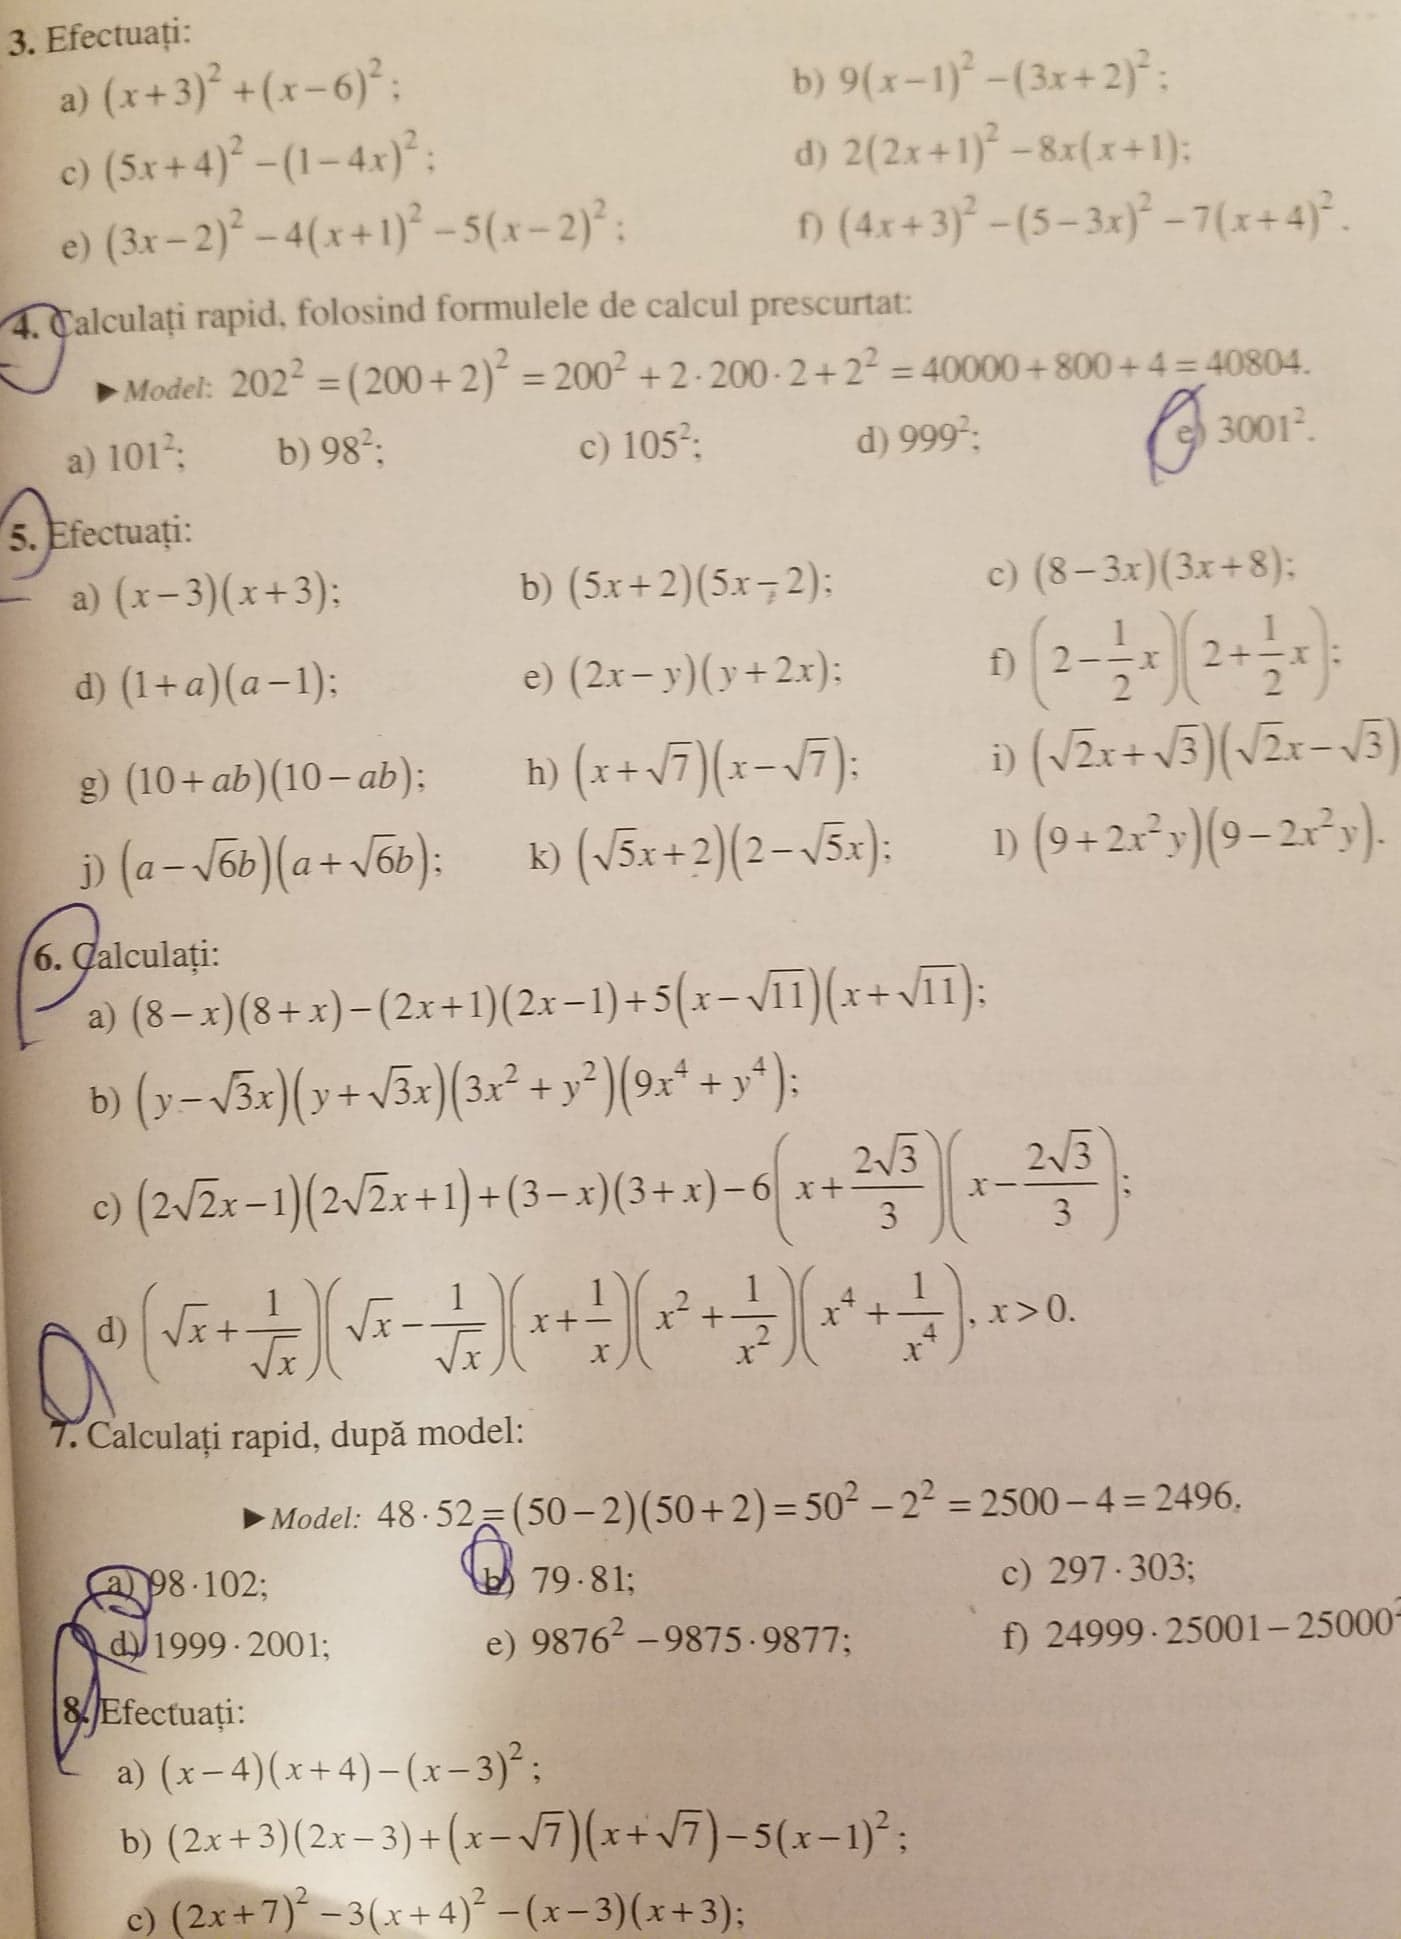 3. Efectuați:
a) (x+3)² + (x−6)²; b) 9(x−1)² − (3x+2)²;
c) (5x+4)² − (1−4x)²; d) 2(2x+1)² − 8x(x+1);
e) (3x−2)² − 4(x+1)² − 5(x−2)²; f) (4x+3)² − (5−3x)² − 7(x+4)².
4. Calculați rapid, folosind formulele de calcul prescurtat:
►Model: 202² = (200+2)² = 200² + 2·200·2 + 2² = 40000 + 800 + 4 = 40804.
a) 101²; b) 98²; c) 105²; d) 999²; e) 3001².
5. Efectuați:
a) (x−3)(x+3); b) (5x+2)(5x−2); c) (8−3x)(3x+8);
d) (1+a)(a−1); e) (2x−y)(y+2x); f) (2−1/2x)(2+1/2x);
g) (10+ab)(10−ab); h) (x+√7)(x−√7); i) (√2x+√3)(√2x−√3)
j) (a−√6b)(a+√6b); k) (√5x+2)(2−√5x); l) (9+2x²y)(9−2x²y).
6. Calculați:
a) (8−x)(8+x)−(2x+1)(2x−1)+5(x−√11)(x+√11);
b) (y−√3x)(y+√3x)(3x²+y²)(9x⁴+y⁴);
c) (2√2x−1)(2√2x+1)+(3−x)(3+x)−6(x+2√3/3)(x−2√3/3);
d) (√x+1/√x)(√x−1/√x)(x+1/x)(x²+1/x²)(x⁴+1/x⁴), x>0.
7. Calculați rapid, după model:
►Model: 48·52=(50−2)(50+2)=50²−2²=2500−4=2496.
a) 98·102; b) 79·81; c) 297·303;
d) 1999·2001; e) 9876²−9875·9877; f) 24999·25001−25000²
8. Efectuați:
a) (x−4)(x+4)−(x−3)²;
b) (2x+3)(2x−3)+(x−√7)(x+√7)−5(x−1)²;
c) (2x+7)²−3(x+4)²−(x−3)(x+3);